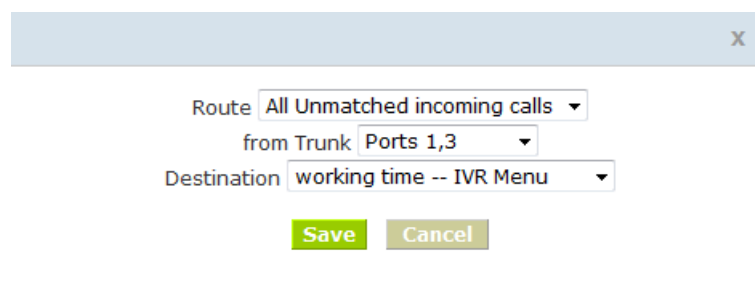 X
Route All Unmatched incoming calls
from Trunk Ports 1,3
Destination working time -- IVR Menu
Save Cancel